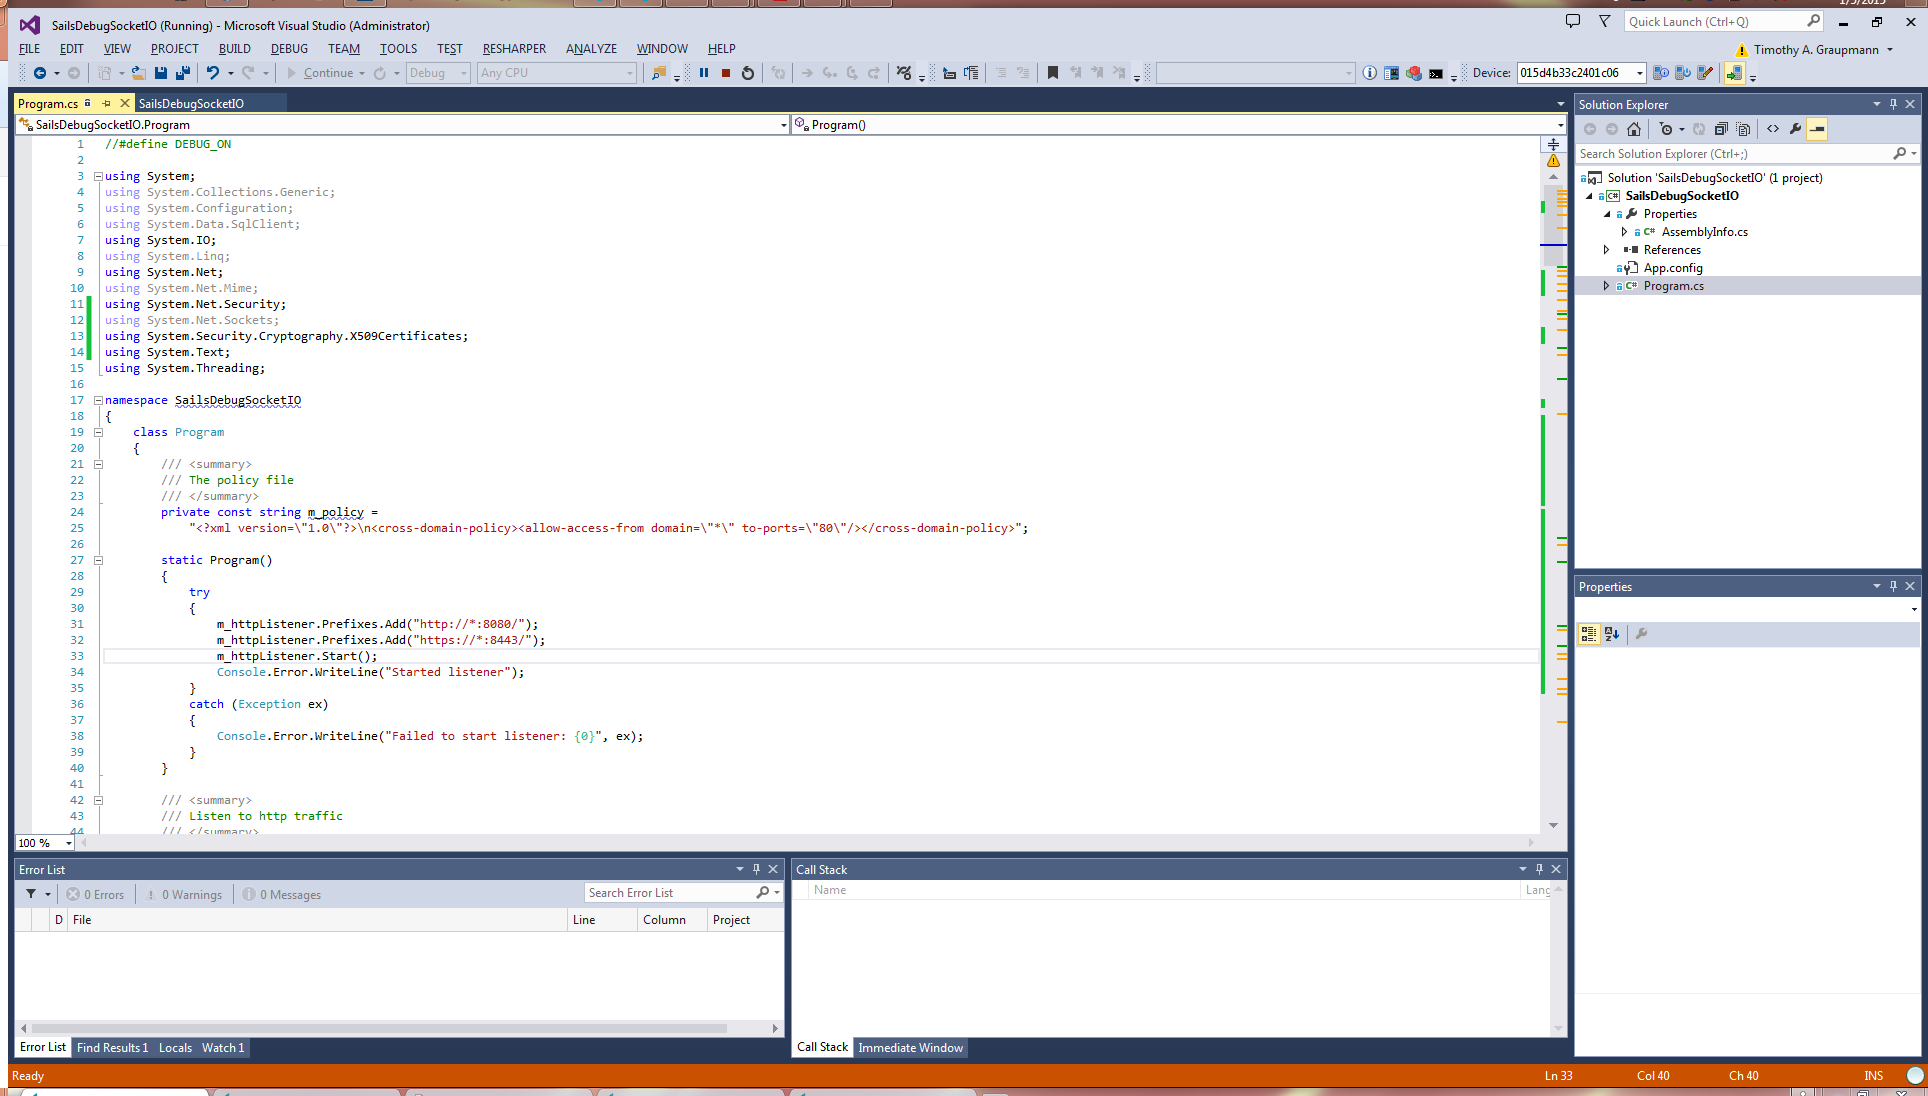 1/5/2015
SailsDebugSocketIO (Running) - Microsoft Visual Studio (Administrator)
Quick Launch (Ctrl+Q)
FILE EDIT VIEW PROJECT BUILD DEBUG TEAM TOOLS TEST RESHARPER ANALYZE WINDOW HELP
Timothy A. Graupmann
Continue Debug Any CPU Device: 015d4b33c2401c06
Program.cs SailsDebugSocketIO
SailsDebugSocketIO.Program Program()
1 //#define DEBUG_ON
2
3 using System;
4 using System.Collections.Generic;
5 using System.Configuration;
6 using System.Data.SqlClient;
7 using System.IO;
8 using System.Linq;
9 using System.Net;
10 using System.Net.Mime;
11 using System.Net.Security;
12 using System.Net.Sockets;
13 using System.Security.Cryptography.X509Certificates;
14 using System.Text;
15 using System.Threading;
16
17 namespace SailsDebugSocketIO
18 {
19 class Program
20 {
21 /// <summary>
22 /// The policy file
23 /// </summary>
24 private const string m_policy =
25 "<?xml version=\"1.0\"?>\n<cross-domain-policy><allow-access-from domain=\"*\" to-ports=\"80\"/></cross-domain-policy>";
26
27 static Program()
28 {
29 try
30 {
31 m_httpListener.Prefixes.Add("http://*:8080/");
32 m_httpListener.Prefixes.Add("https://*:8443/");
33 m_httpListener.Start();
34 Console.Error.WriteLine("Started listener");
35 }
36 catch (Exception ex)
37 {
38 Console.Error.WriteLine("Failed to start listener: {0}", ex);
39 }
40 }
41
42 /// <summary>
43 /// Listen to http traffic
44 /// </summary>
100 %
Solution Explorer
Search Solution Explorer (Ctrl+;)
Solution 'SailsDebugSocketIO' (1 project)
SailsDebugSocketIO
Properties
AssemblyInfo.cs
References
App.config
Program.cs
Properties
Error List
0 Errors 0 Warnings 0 Messages Search Error List
D File Line Column Project
Error List Find Results 1 Locals Watch 1
Call Stack
Name Lang
Call Stack Immediate Window
Ready Ln 33 Col 40 Ch 40 INS